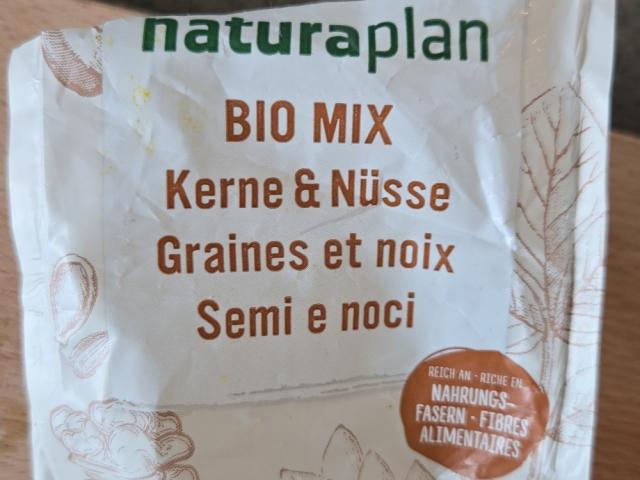 naturaplan
BIO MIX
Kerne & Nüsse
Graines et noix
Semi e noci
REICH AN - RICHE EN
NAHRUNGS-
FASERN - FIBRES
ALIMENTAIRES